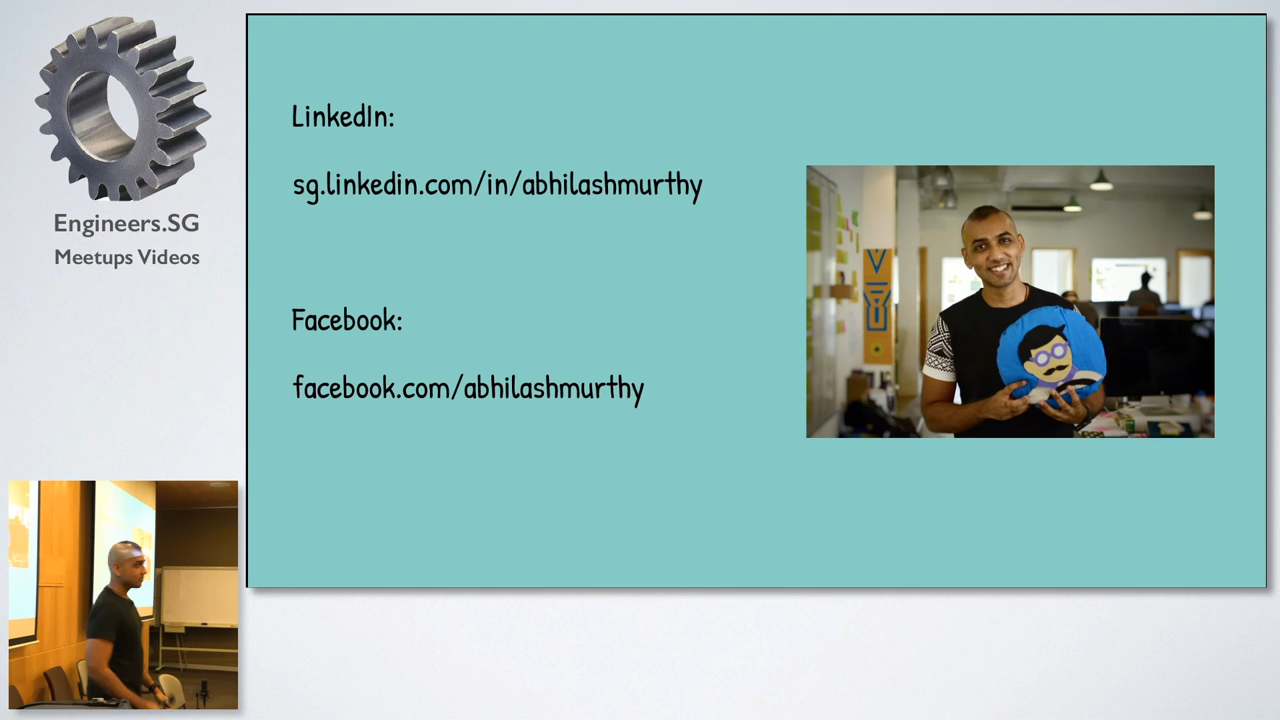 Engineers.SG
Meetups Videos
LinkedIn:
sg.linkedin.com/in/abhilashmurthy
Facebook:
facebook.com/abhilashmurthy